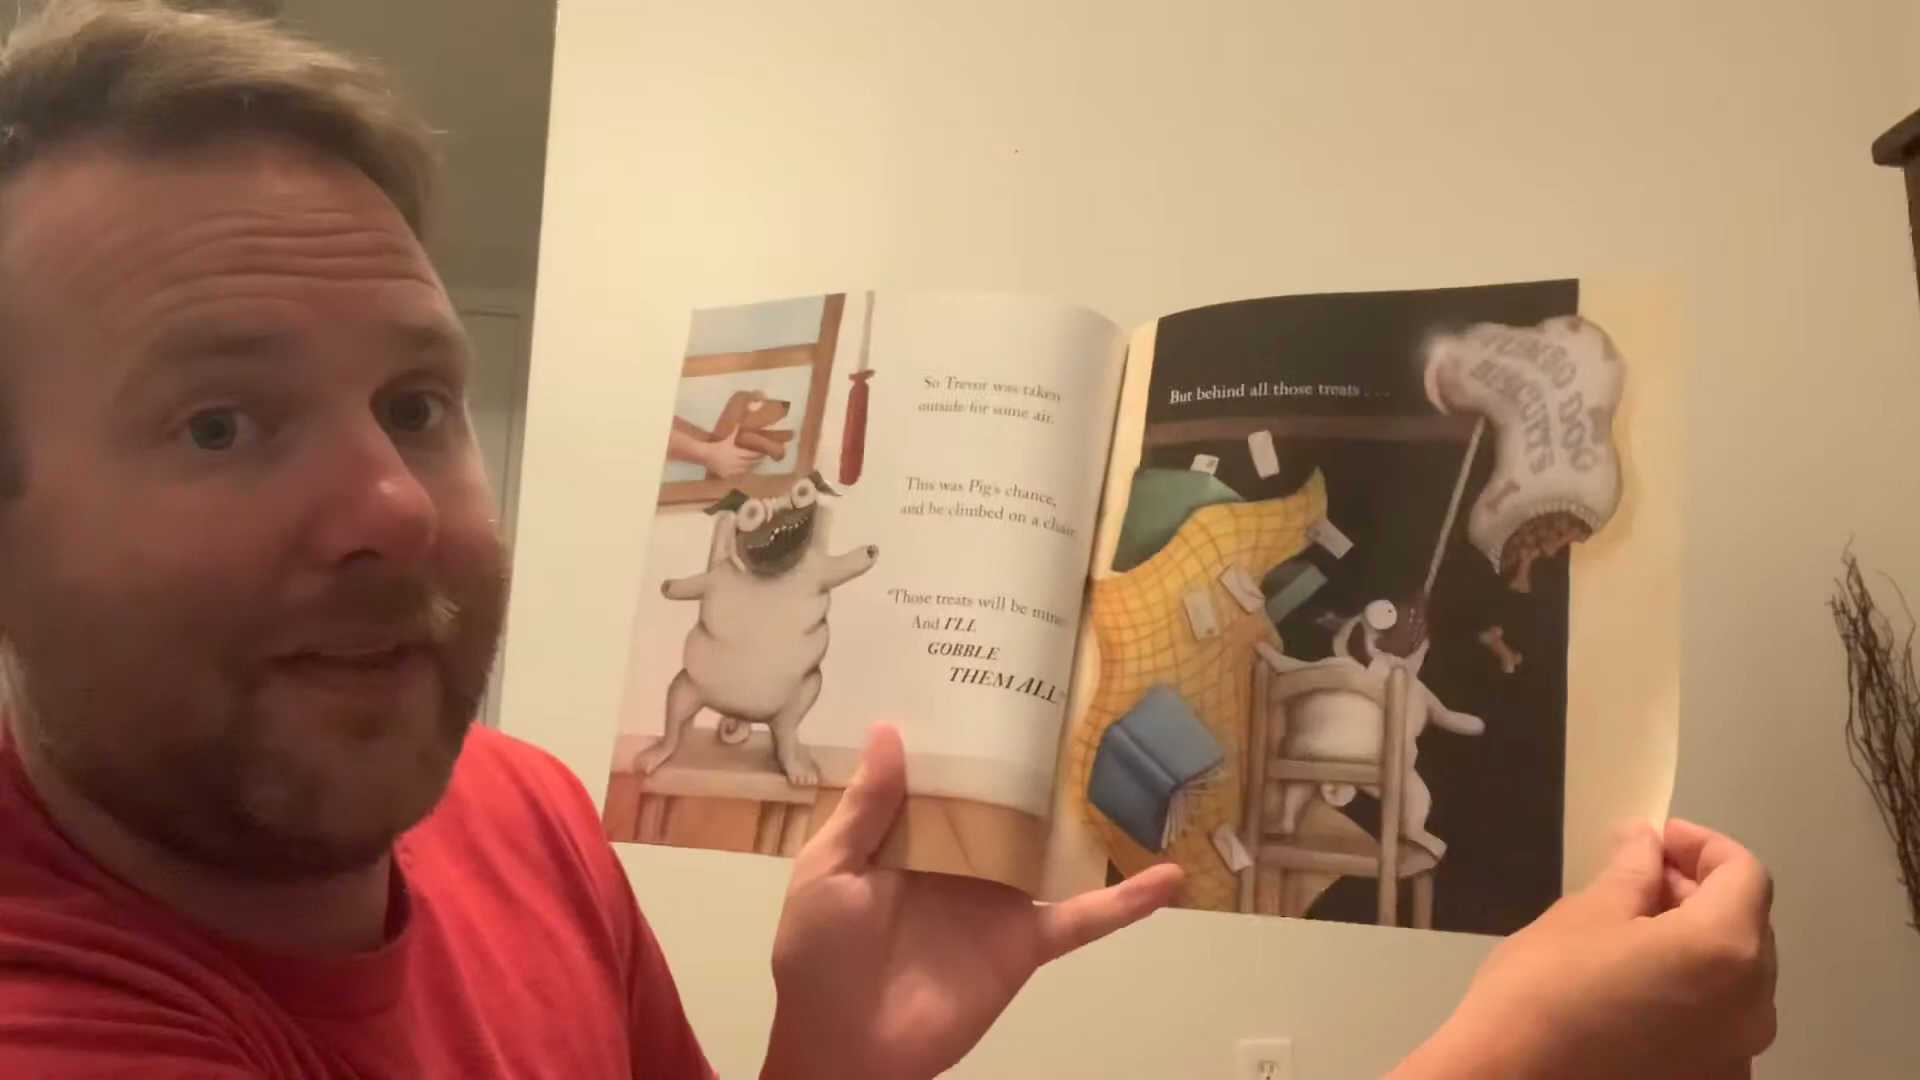 So Trevor was taken
outside for some air.
This was Pig's chance,
and he climbed on a chair.
"Those treats will be mine!
And I'LL
GOBBLE
THEM ALL."
But behind all those treats . . .
JUMBO DOG
BISCUITS